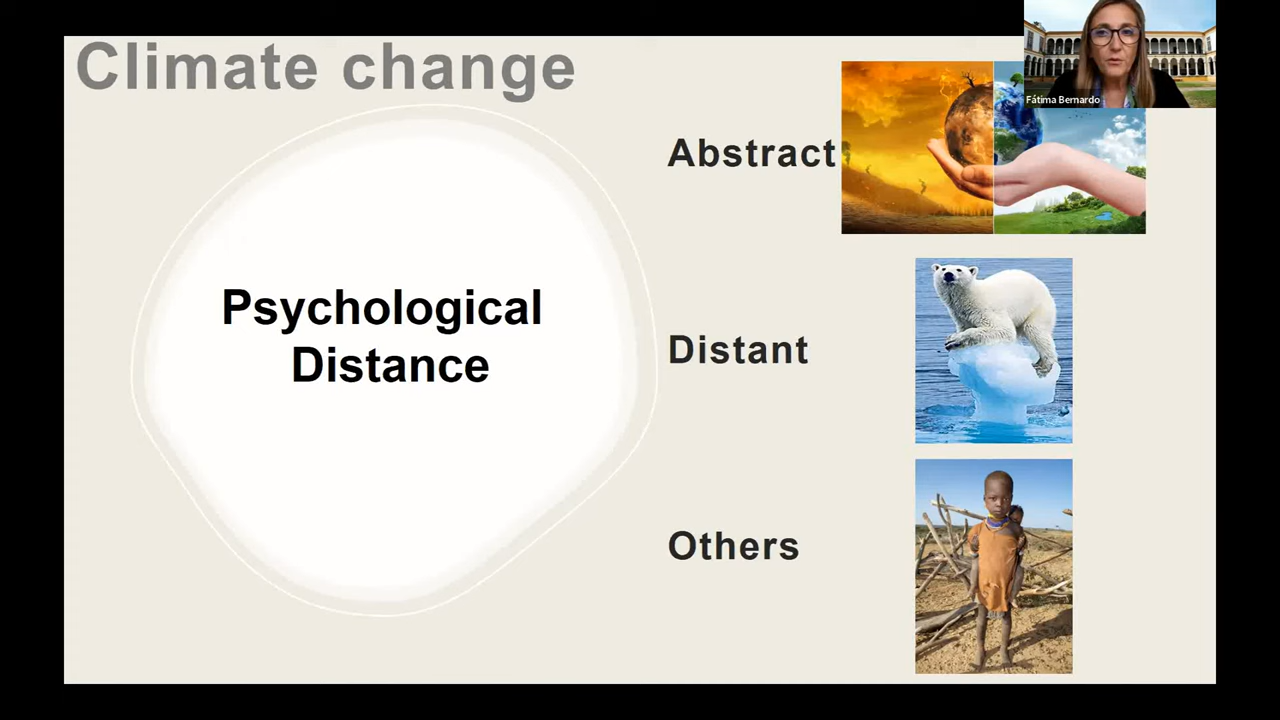 Climate change
Fátima Bernardo
Abstract
Psychological
Distance
Distant
Others